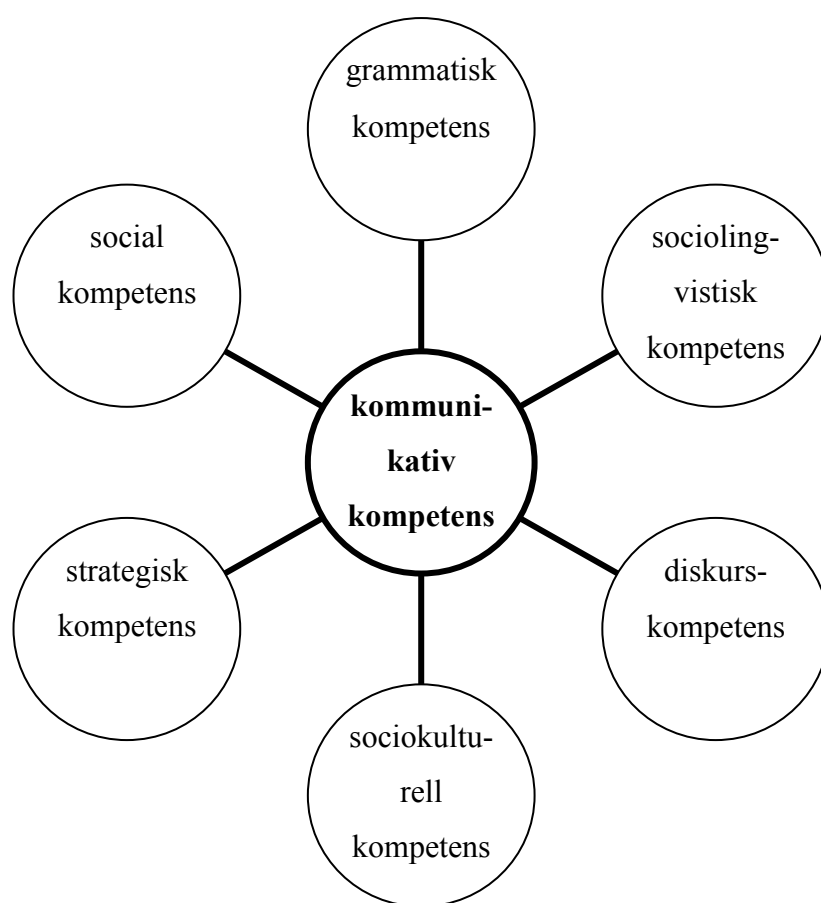 grammatisk
kompetens
social
kompetens
socioling-
vistisk
kompetens
kommuni-
kativ
kompetens
strategisk
kompetens
diskurs-
kompetens
sociokultu-
rell
kompetens